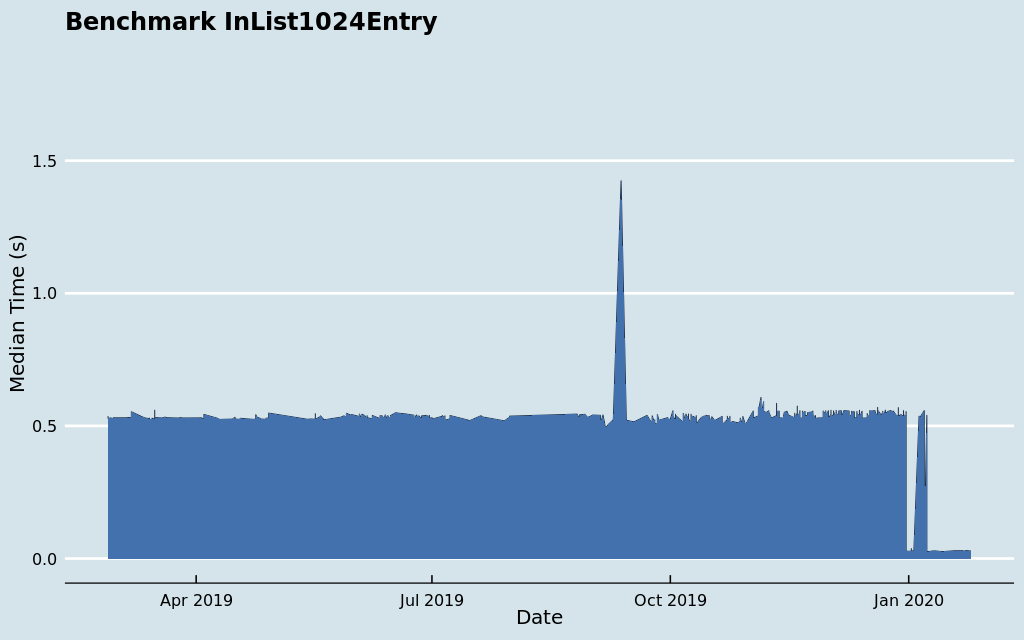 Benchmark InList1024Entry
Median Time (s)
1.5
1.0
0.5
0.0
Apr 2019
Jul 2019
Oct 2019
Jan 2020
Date